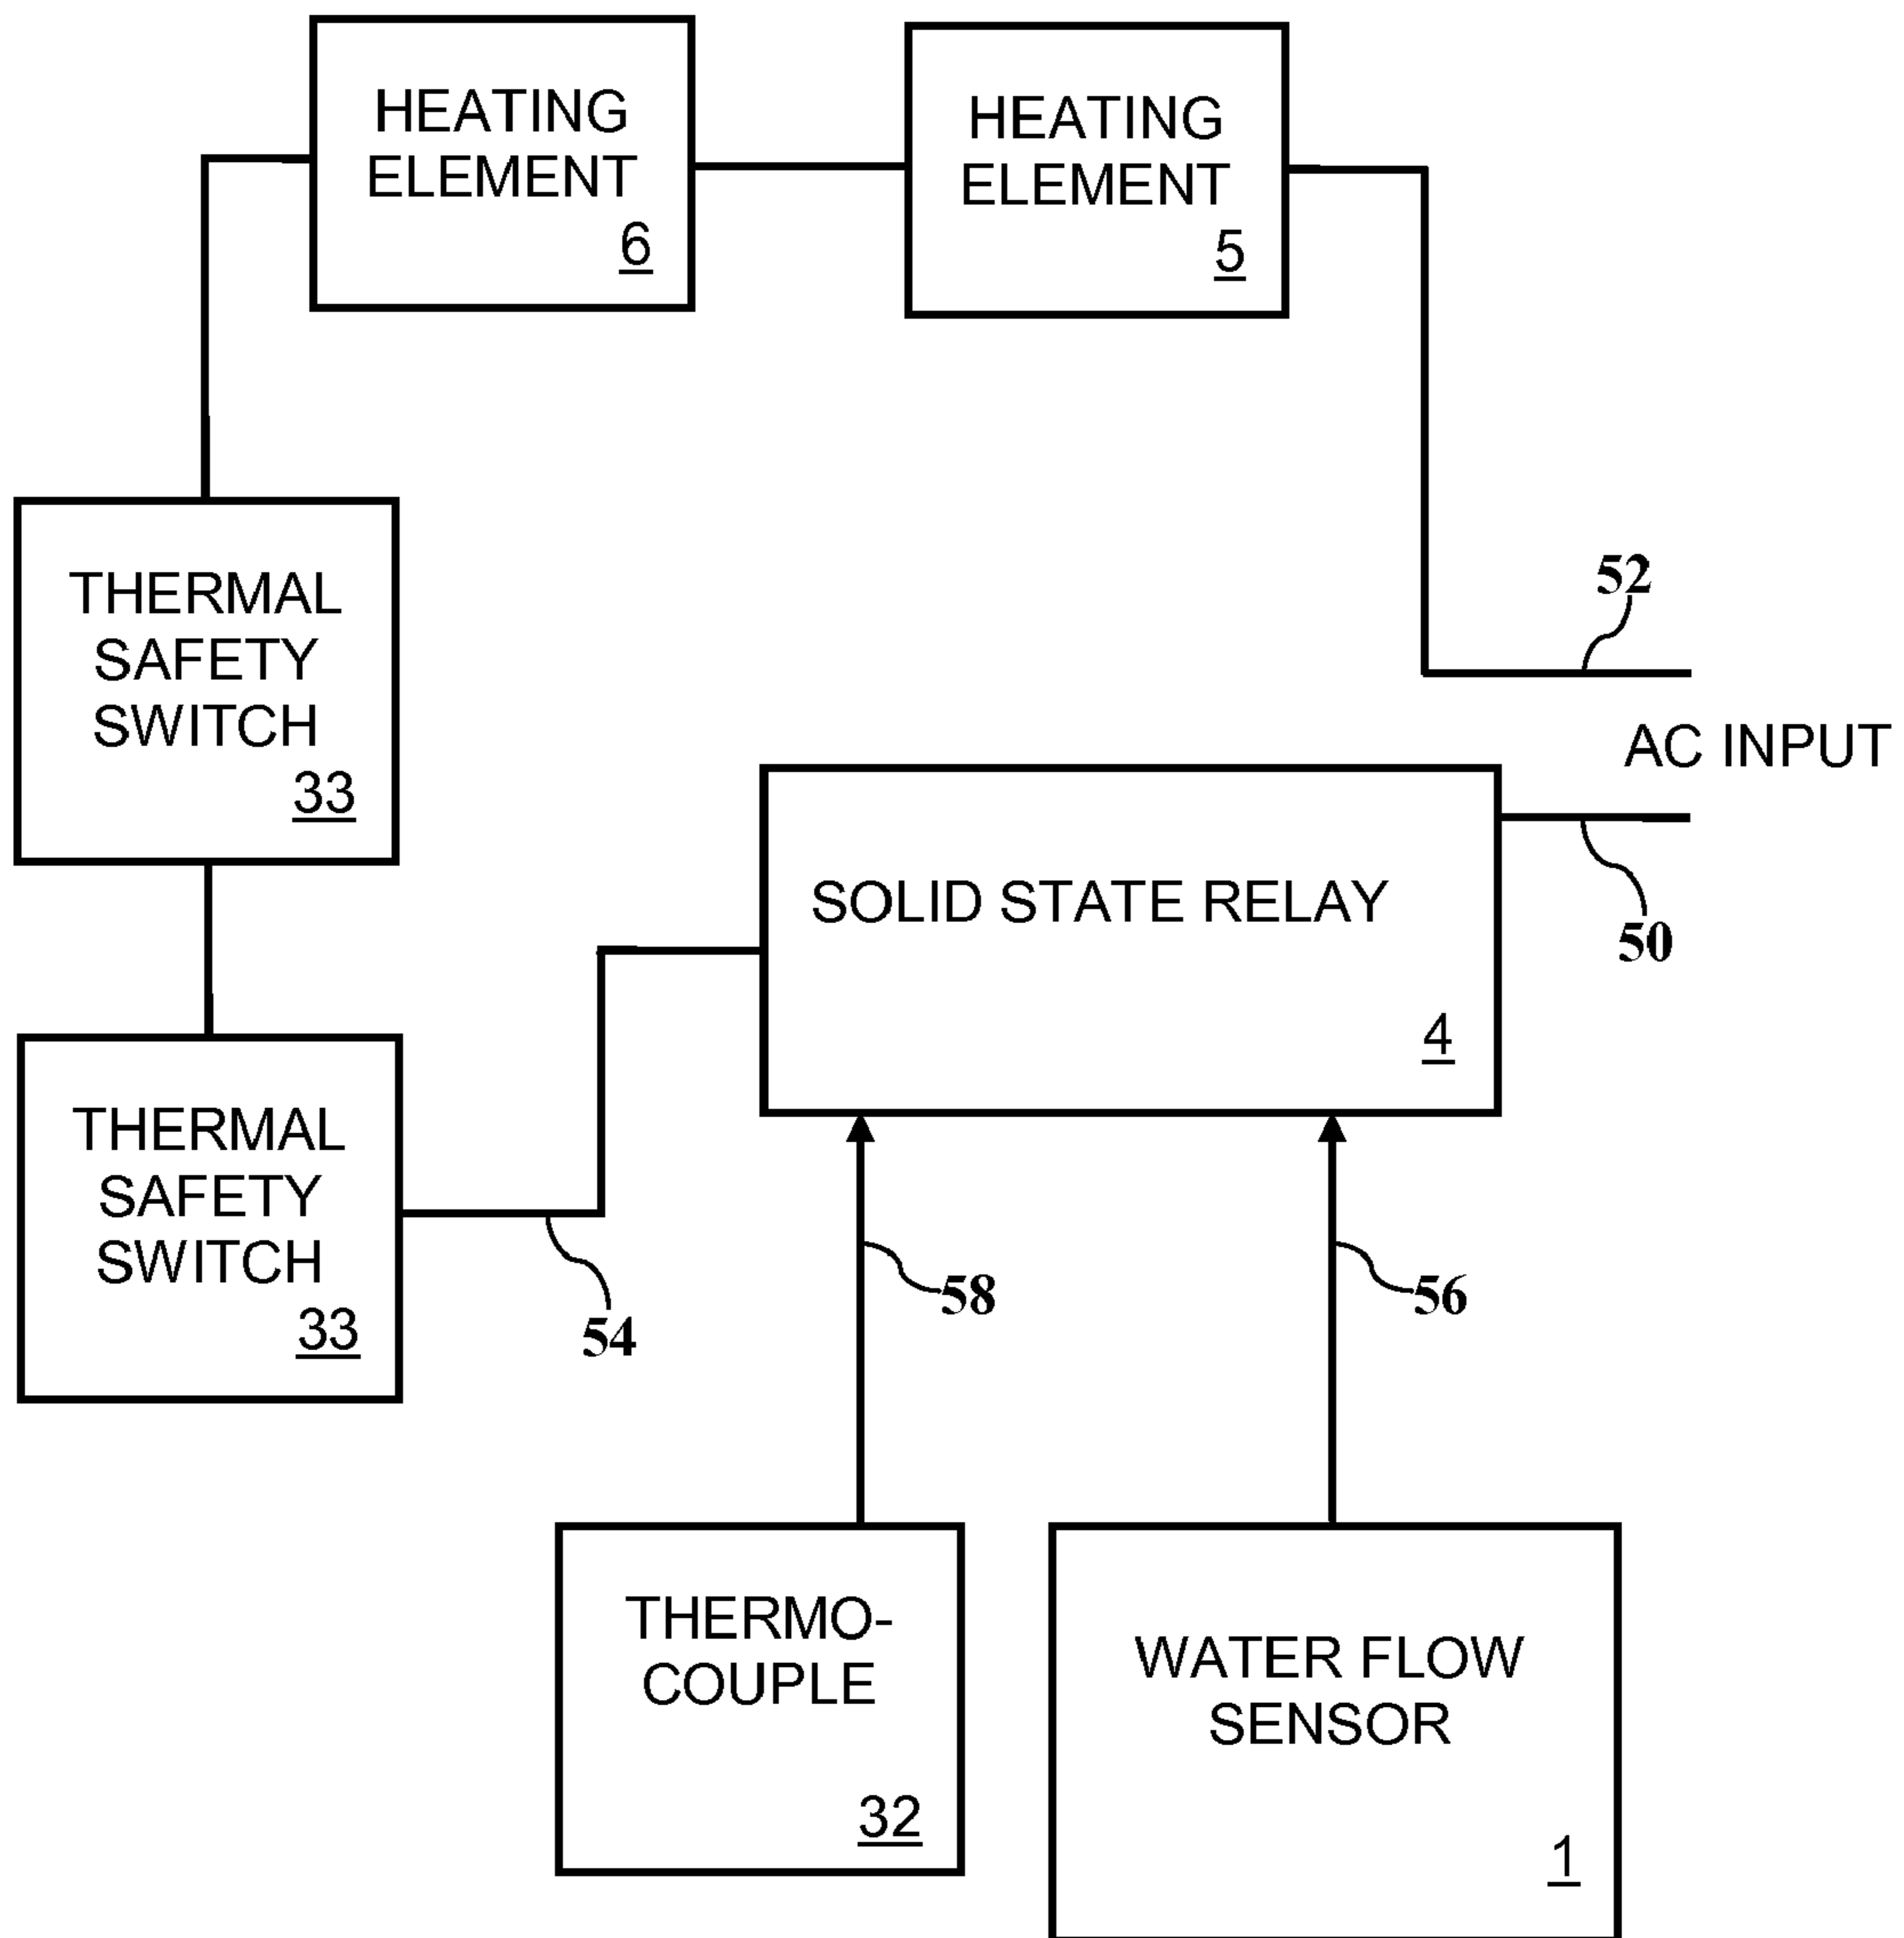 HEATING
ELEMENT
6
HEATING
ELEMENT
5
THERMAL
SAFETY
SWITCH
33
52
AC INPUT
50
SOLID STATE RELAY
4
THERMAL
SAFETY
SWITCH
33
54
58
56
THERMO-
COUPLE
32
WATER FLOW
SENSOR
1